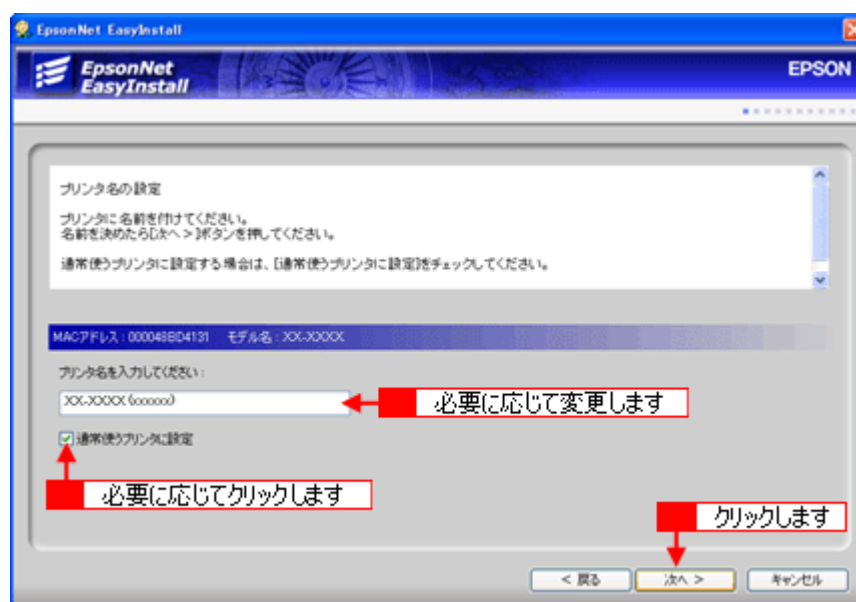 EpsonNet EasyInstall
EpsonNet
EasyInstall
EPSON
プリンタ名の設定
プリンタに名前を付けてください。
名前を決めたら[次へ >]ボタンを押してください。
通常使うプリンタに設定する場合は、[通常使うプリンタに設定]をチェックしてください。
MACアドレス : 000048BD4131 モデル名 : XX-XXXX
プリンタ名を入力してください :
XX-XXXX (xxxxxx)
必要に応じて変更します
通常使うプリンタに設定
必要に応じてクリックします
クリックします
< 戻る
次へ >
キャンセル